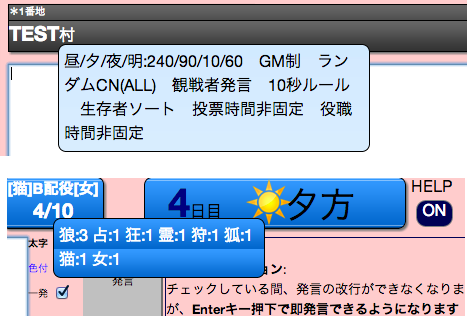 *1番地
TEST村
昼/夕/夜/明:240/90/10/60　GM制　ラン
ダムCN(ALL)　観戦者発言　10秒ルール
　生存者ソート　投票時間非固定　役職
時間非固定
[猫]B配役[女]
4/10
4日目
夕方
HELP
ON
狼:3 占:1 狂:1 霊:1 狩:1 狐:1
猫:1 女:1
太字
色付
一発
発言
ョン:
チェックしている間、発言の改行ができなくなりま
が、Enterキー押下で即発言できるようになります